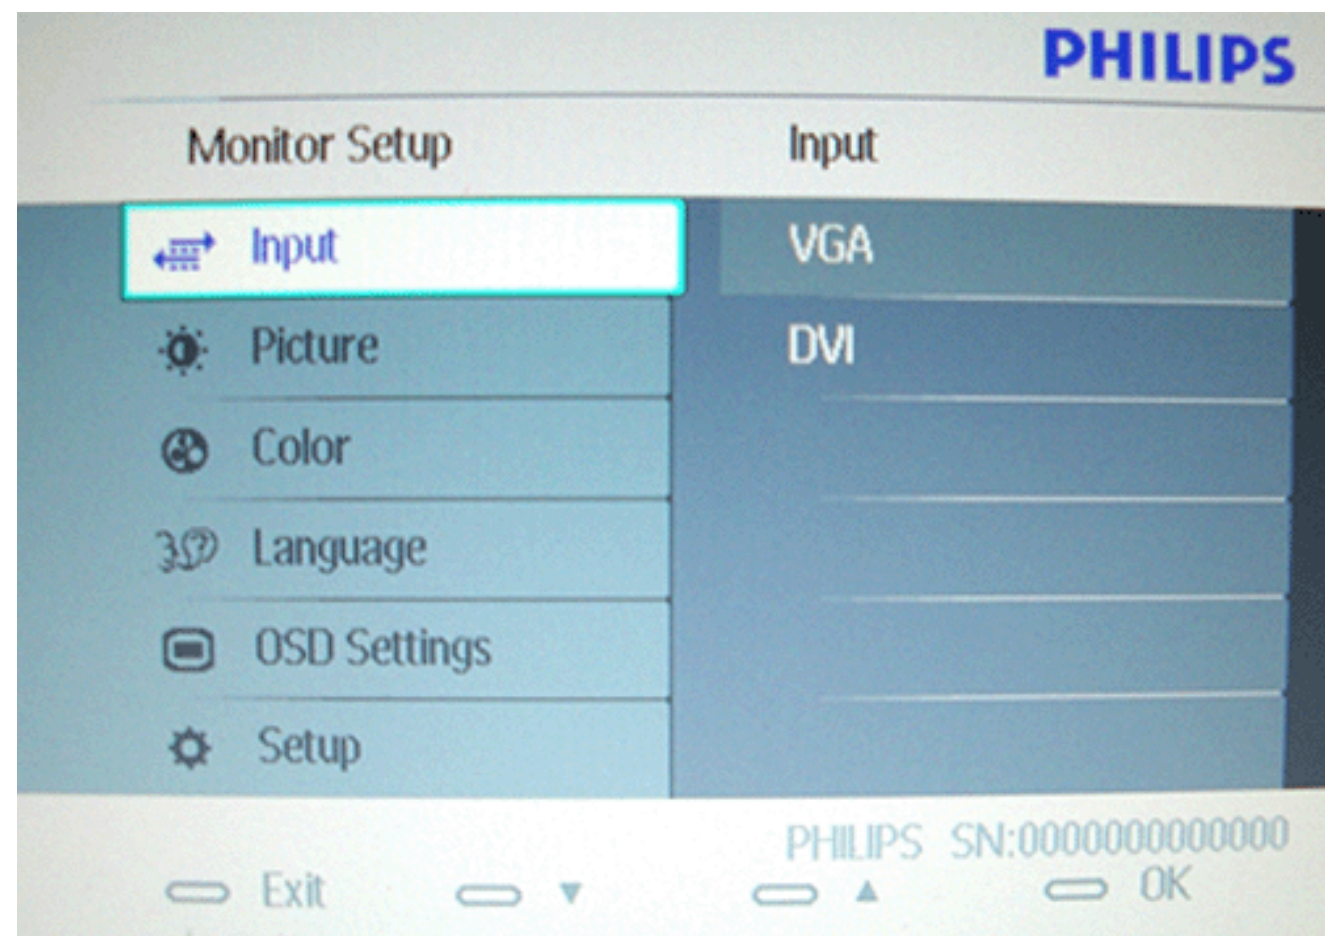 PHILIPS
Monitor Setup Input
Input VGA
Picture DVI
Color
Language
OSD Settings
Setup
PHILIPS SN:0000000000000
Exit ▼ ▲ OK